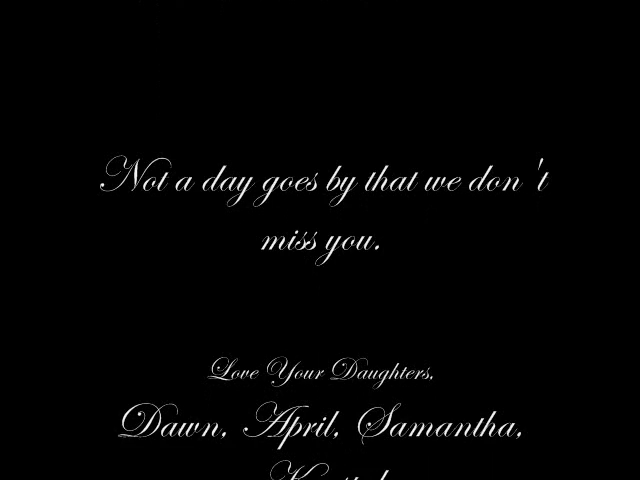 Not a day goes by that we don't
miss you.
Love Your Daughters,
Dawn, April, Samantha,